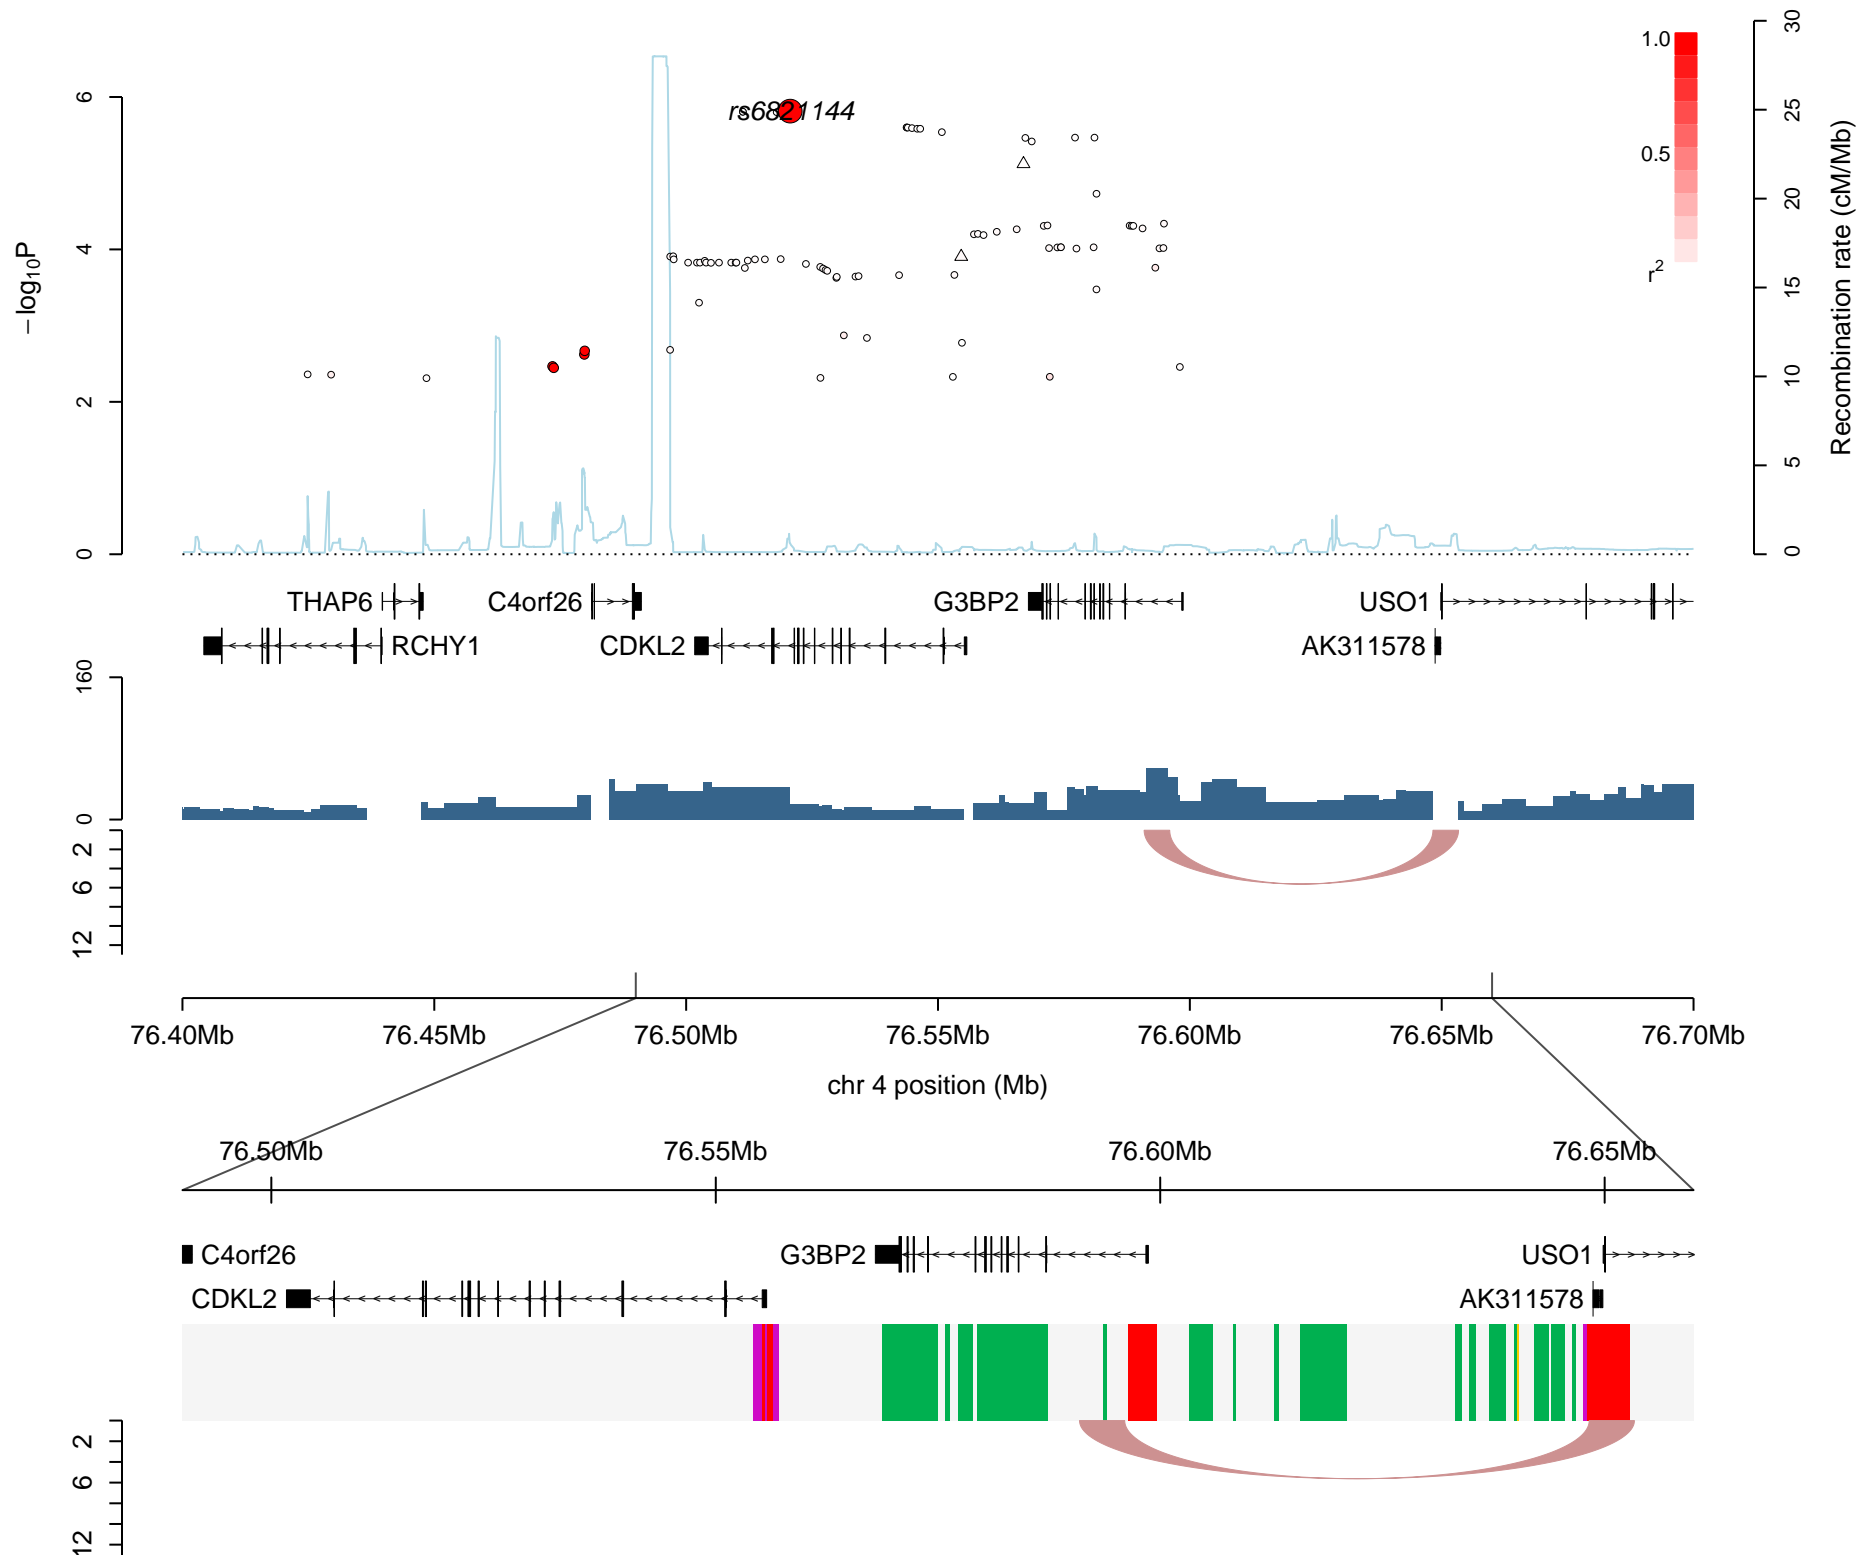 30
1.0
6
rs6821144
25
0.5
20
r2
−log10P
4
15
Recombination rate (cM/Mb)
10
2
5
0
0
THAP6
C4orf26
G3BP2
USO1
RCHY1
CDKL2
AK311578
160
0
2
6
12
76.40Mb 76.45Mb 76.50Mb 76.55Mb 76.60Mb 76.65Mb 76.70Mb
chr 4 position (Mb)
76.50Mb 76.55Mb 76.60Mb 76.65Mb
C4orf26
G3BP2
USO1
CDKL2
AK311578
2
6
12